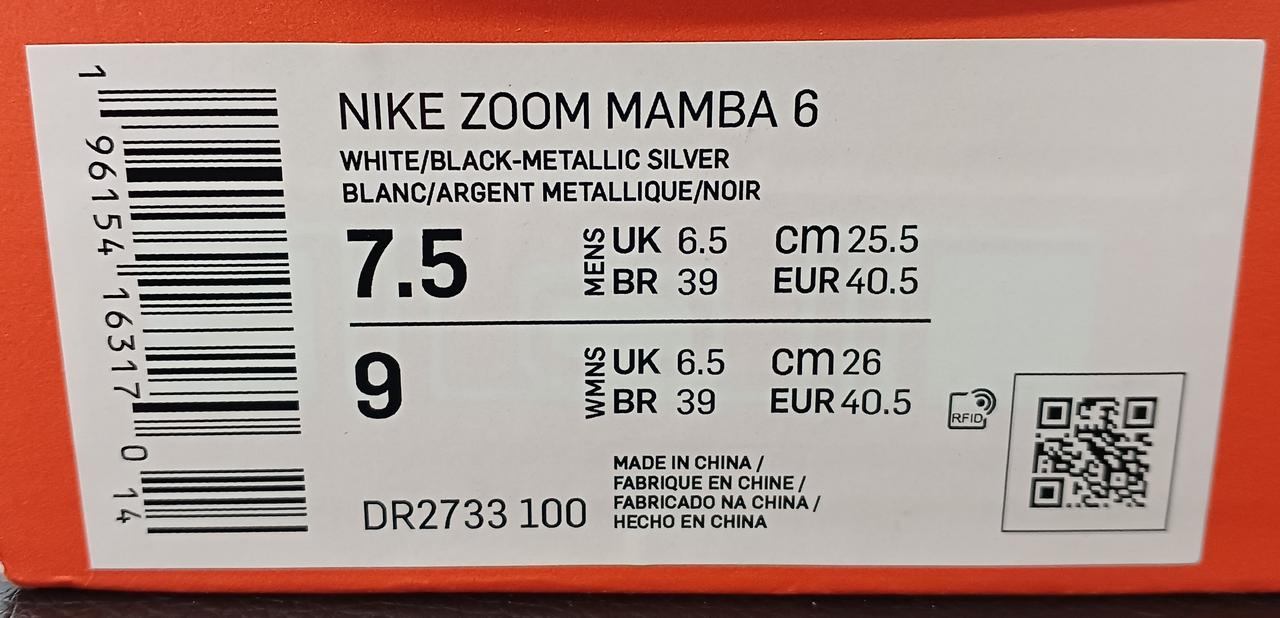 NIKE ZOOM MAMBA 6
WHITE/BLACK-METALLIC SILVER
BLANC/ARGENT METALLIQUE/NOIR
7.5
MENS
UK 6.5 cm 25.5
BR 39 EUR 40.5
9
WMNS
UK 6.5 cm 26
BR 39 EUR 40.5
RFID
DR2733 100
MADE IN CHINA /
FABRIQUE EN CHINE /
FABRICADO NA CHINA /
HECHO EN CHINA
1 96154 16317 0 14